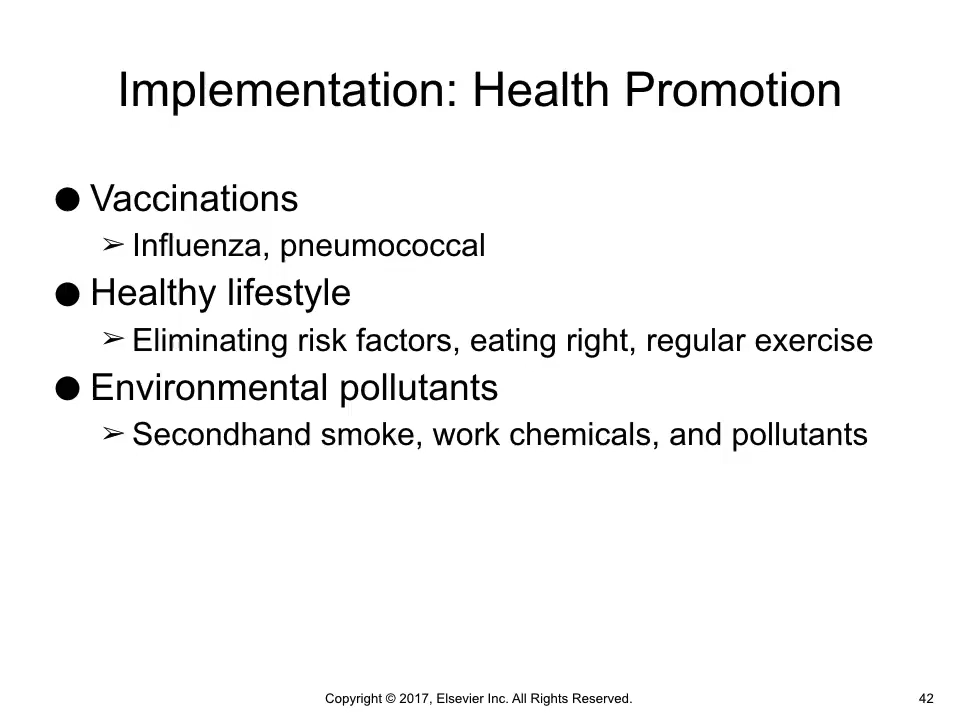 Implementation: Health Promotion
● Vaccinations
➢ Influenza, pneumococcal
● Healthy lifestyle
➢ Eliminating risk factors, eating right, regular exercise
● Environmental pollutants
➢ Secondhand smoke, work chemicals, and pollutants
Copyright © 2017, Elsevier Inc. All Rights Reserved.
42